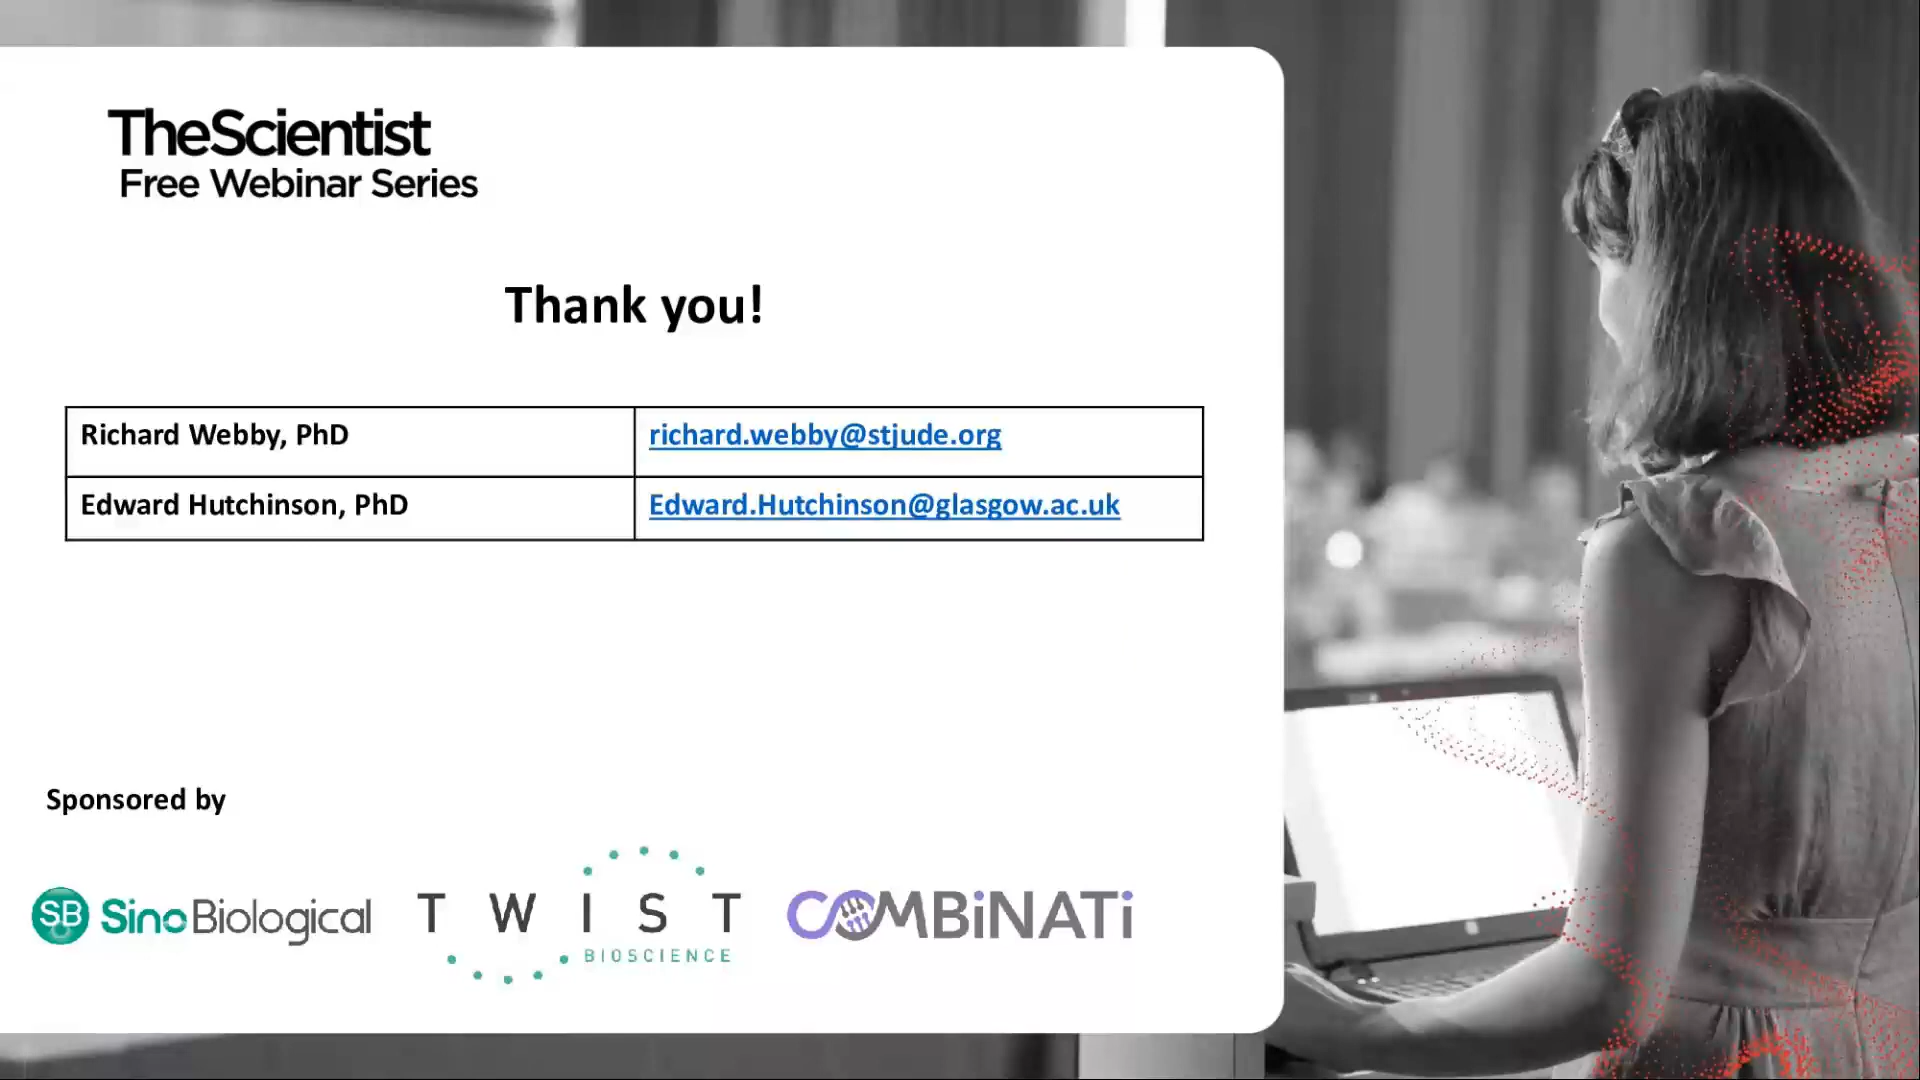 TheScientist
Free Webinar Series
Thank you!
Richard Webby, PhD richard.webby@stjude.org
Edward Hutchinson, PhD Edward.Hutchinson@glasgow.ac.uk
Sponsored by
SB SinoBiological
TWIST
BIOSCIENCE
COMBiNATi